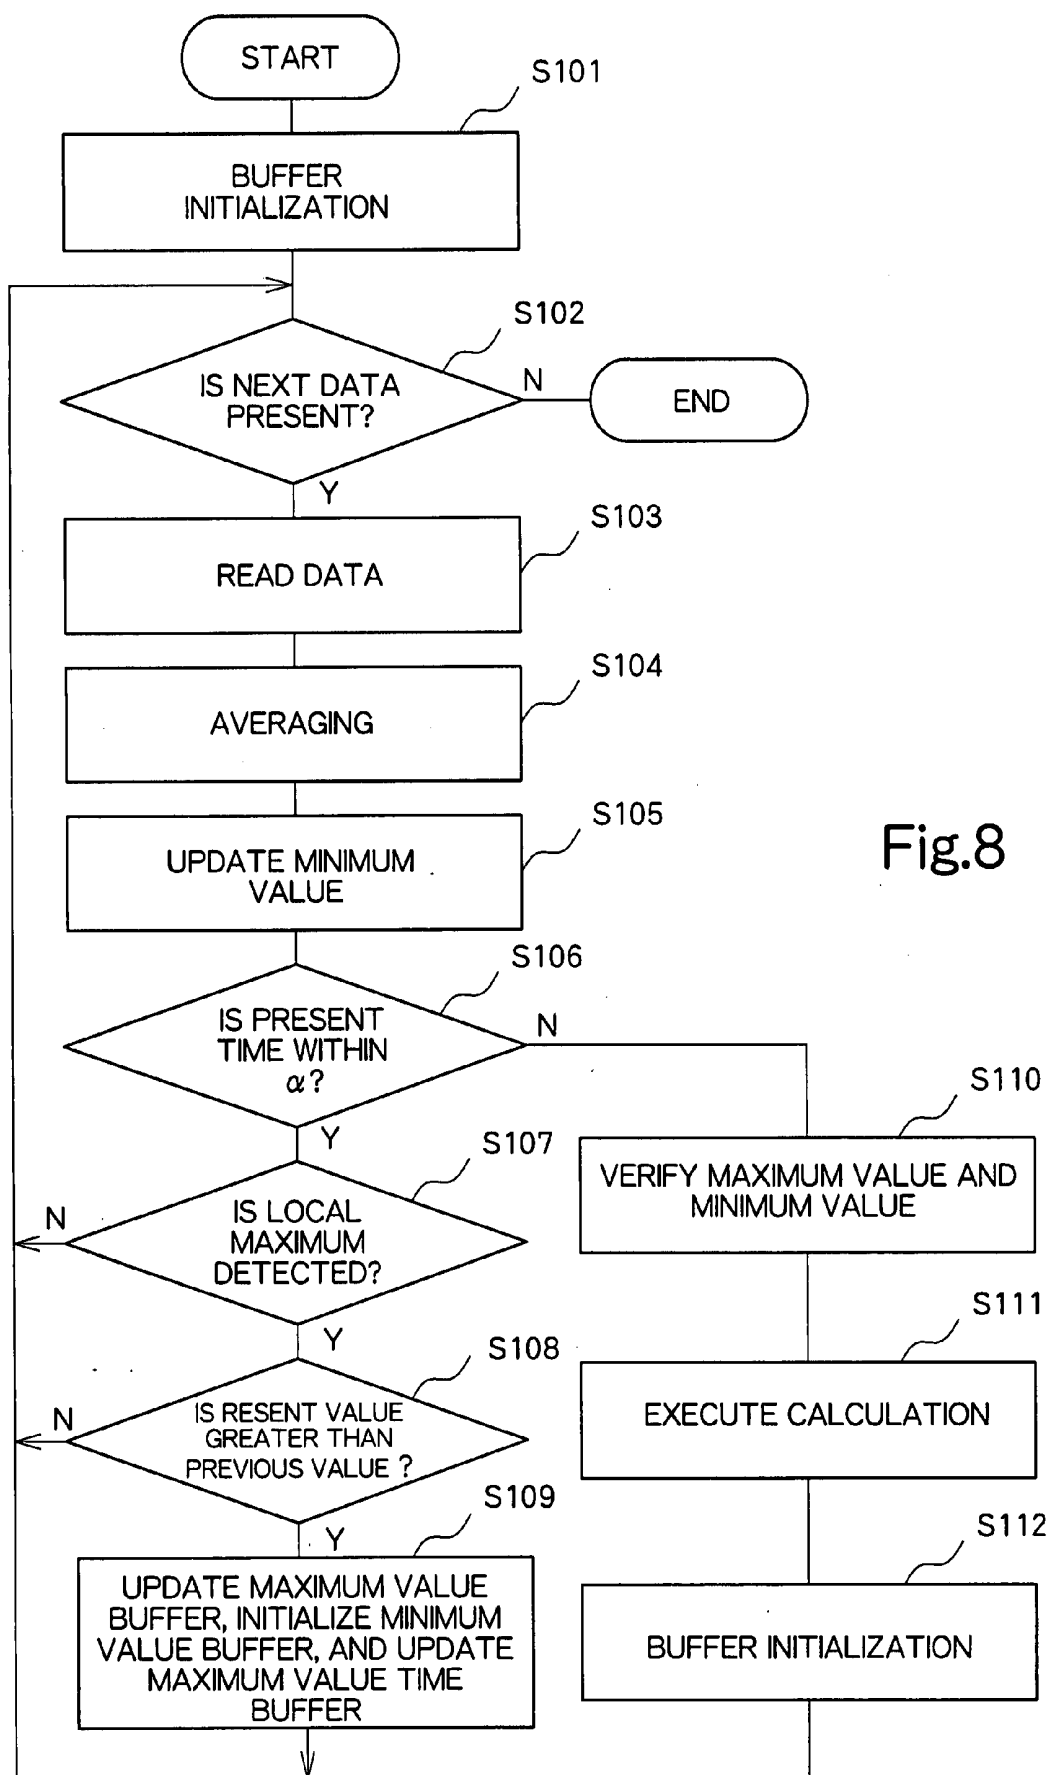 START
S101
BUFFER
INITIALIZATION
S102
IS NEXT DATA
PRESENT?
N
END
Y
S103
READ DATA
S104
AVERAGING
S105
UPDATE MINIMUM
VALUE
Fig.8
S106
IS PRESENT
TIME WITHIN
α?
N
Y
S107
IS LOCAL
MAXIMUM
DETECTED?
N
Y
S108
IS RESENT VALUE
GREATER THAN
PREVIOUS VALUE ?
N
Y
S109
UPDATE MAXIMUM VALUE
BUFFER, INITIALIZE MINIMUM
VALUE BUFFER, AND UPDATE
MAXIMUM VALUE TIME
BUFFER
S110
VERIFY MAXIMUM VALUE AND
MINIMUM VALUE
S111
EXECUTE CALCULATION
S112
BUFFER INITIALIZATION